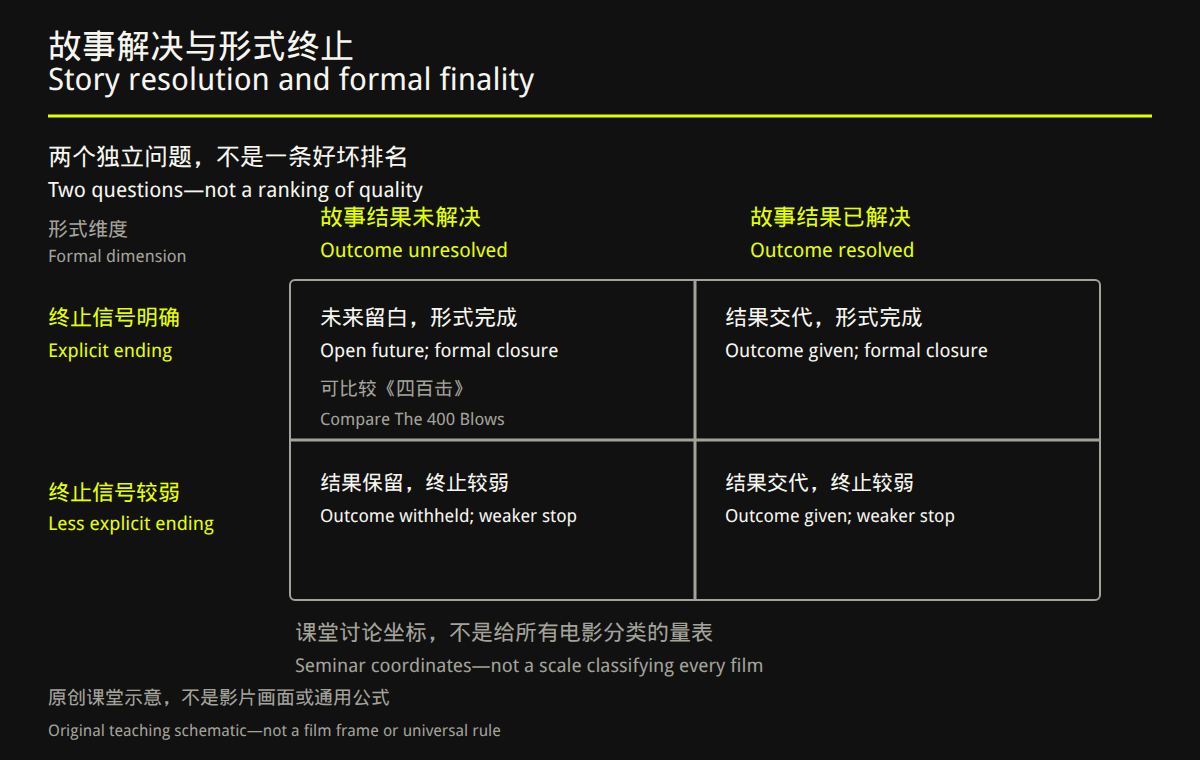 故事解决与形式终止
Story resolution and formal finality
两个独立问题，不是一条好坏排名
Two questions—not a ranking of quality
形式维度
Formal dimension
故事结果未解决
Outcome unresolved
故事结果已解决
Outcome resolved
终止信号明确
Explicit ending
未来留白，形式完成
Open future; formal closure
可比较《四百击》
Compare The 400 Blows
结果交代，形式完成
Outcome given; formal closure
终止信号较弱
Less explicit ending
结果保留，终止较弱
Outcome withheld; weaker stop
结果交代，终止较弱
Outcome given; weaker stop
课堂讨论坐标，不是给所有电影分类的量表
Seminar coordinates—not a scale classifying every film
原创课堂示意，不是影片画面或通用公式
Original teaching schematic—not a film frame or universal rule